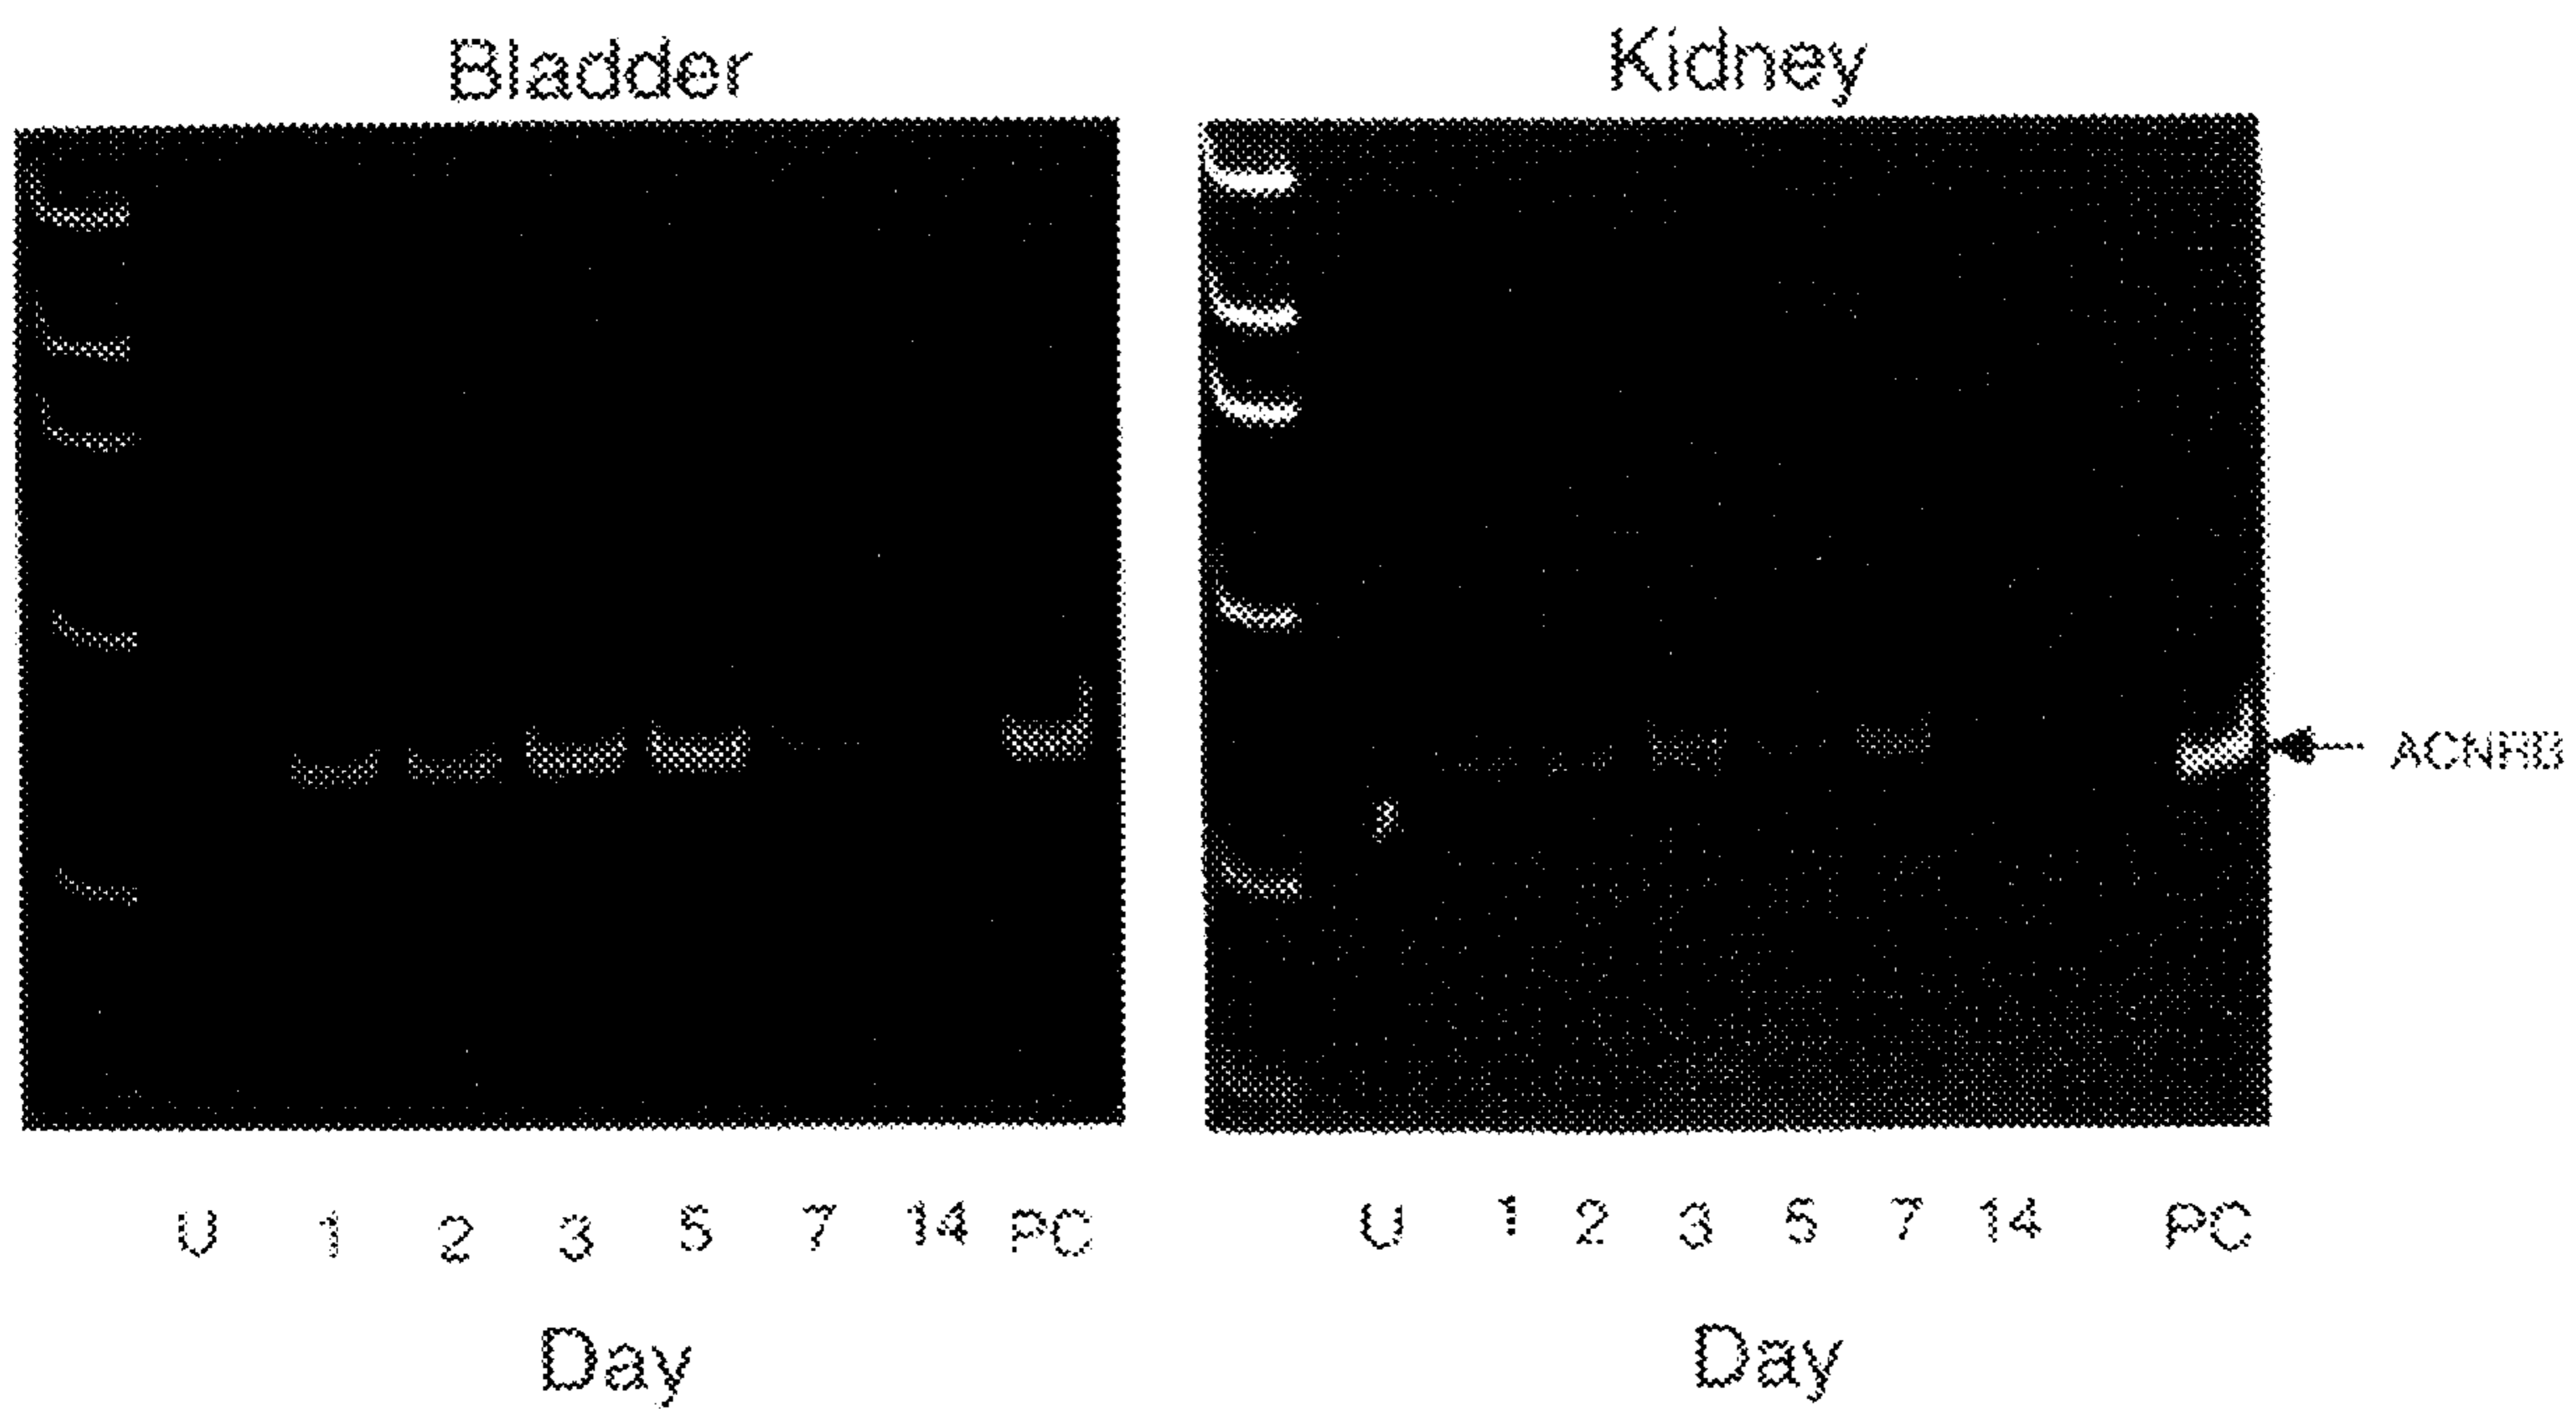 Bladder
Kidney
ACNRB
U 1 2 3 5 7 14 PC
U 1 2 3 5 7 14 PC
Day
Day